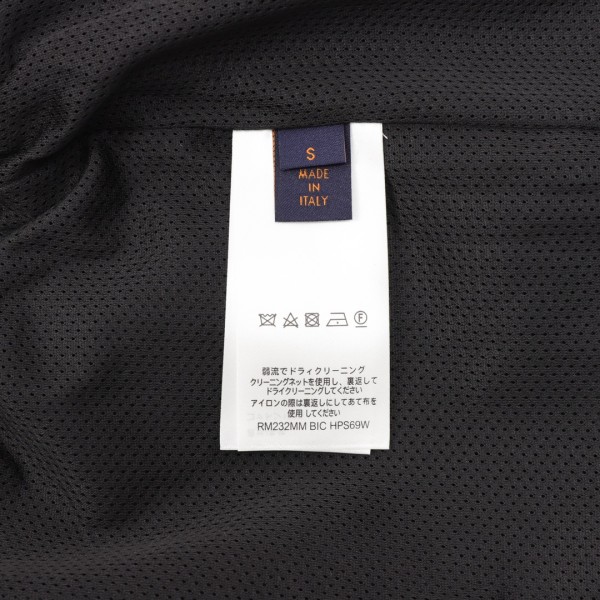 S
MADE
IN
ITALY
弱流でドライクリーニング
クリーニングネットを使用し、裏返して
ドライクリーニングしてください
アイロンの際は裏返しにしてあて布を
使用してください
RM232MM BIC HPS69W